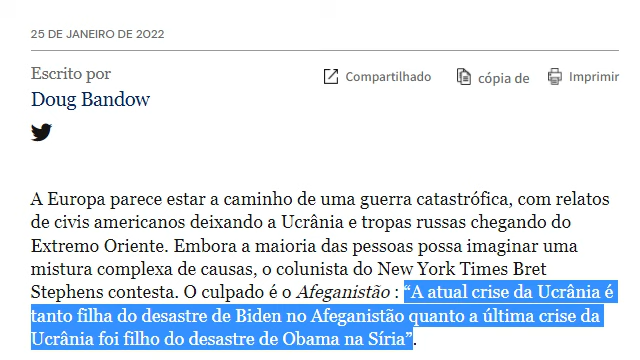 25 DE JANEIRO DE 2022
Escrito por
Compartilhado
cópia de
Imprimir
Doug Bandow
A Europa parece estar a caminho de uma guerra catastrófica, com relatos
de civis americanos deixando a Ucrânia e tropas russas chegando do
Extremo Oriente. Embora a maioria das pessoas possa imaginar uma
mistura complexa de causas, o colunista do New York Times Bret
Stephens contesta. O culpado é o Afeganistão : “A atual crise da Ucrânia é
tanto filha do desastre de Biden no Afeganistão quanto a última crise da
Ucrânia foi filho do desastre de Obama na Síria”.